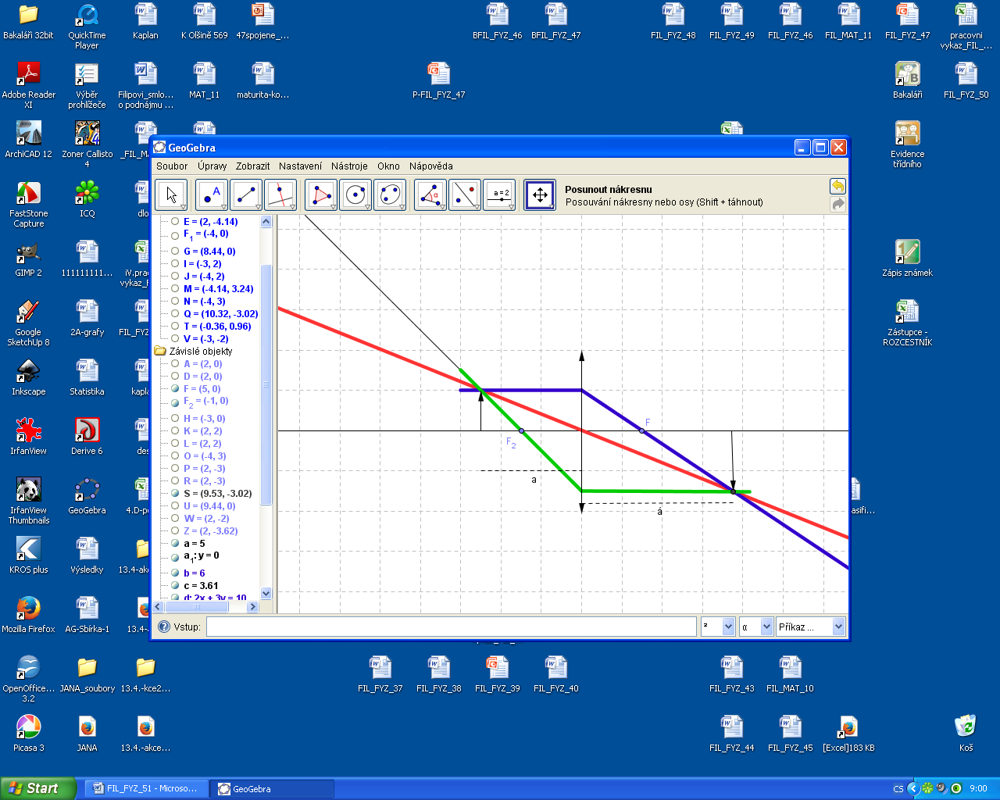 Bakaláři 32bit
QuickTime
Player
Kaplan
K Olšině 569
47spojene_...
BFIL_FYZ_46
BFIL_FYZ_47
FIL_FYZ_48
FIL_FYZ_49
FIL_FYZ_46
FIL_MAT_11
FIL_FYZ_47
pracovni
vykaz_FIL_...
Adobe Reader
XI
Výběr
prohlížeče
Filipovi_smlo...
o podnájmu ...
MAT_11
maturita-ko...
P-FIL_FYZ_47
Bakaláři
FIL_FYZ_50
ArchiCAD 12
Zoner Callisto
4
_FIL_MA
Evidence
třídního
GeoGebra
Soubor
Úpravy
Zobrazit
Nastavení
Nástroje
Okno
Nápověda
A
α
a = 2
Posunout nákresnu
Posouvání nákresny nebo osy (Shift + táhnout)
FastStone
Capture
ICQ
dlo
GIMP 2
111111111...
iV.prac
vykaz_F
Zápis známek
Google
SketchUp 8
2A-grafy
FIL_FYZ
Zástupce -
ROZCESTNÍK
Inkscape
Statistika
kapla
IrfanView
Derive 6
des
IrfanView
Thumbnails
GeoGebra
4.D-po
asifi...
KROS plus
Výsledky
13.4-ak
Mozilla Firefox
AG-Sbírka-1
13.4-
E = (2, -4.14)
F1 = (-4, 0)
G = (8.44, 0)
I = (-3, 2)
J = (-4, 2)
M = (-4.14, 3.24)
N = (-4, 3)
Q = (10.32, -3.02)
T = (-0.36, 0.96)
V = (-3, -2)
Závislé objekty
A = (2, 0)
D = (2, 0)
F = (5, 0)
F2 = (-1, 0)
H = (-3, 0)
K = (2, 2)
L = (2, 2)
O = (-4, 3)
P = (2, -3)
R = (2, -3)
S = (9.53, -3.02)
U = (9.44, 0)
W = (2, -2)
Z = (2, -3.62)
a = 5
a1: y = 0
b = 6
c = 3.61
d: 2x + 3y = 10
F
F2
a
á
Vstup:
²
α
Příkaz ...
OpenOffice...
3.2
JANA_soubory
13.4.-kce2...
FIL_FYZ_37
FIL_FYZ_38
FIL_FYZ_39
FIL_FYZ_40
FIL_FYZ_43
FIL_MAT_10
Picasa 3
JANA
13.4.-akce...
FIL_FYZ_44
FIL_FYZ_45
[Excel]183 KB
Koš
Start
FIL_FYZ_51 - Microso...
GeoGebra
CS
9:00